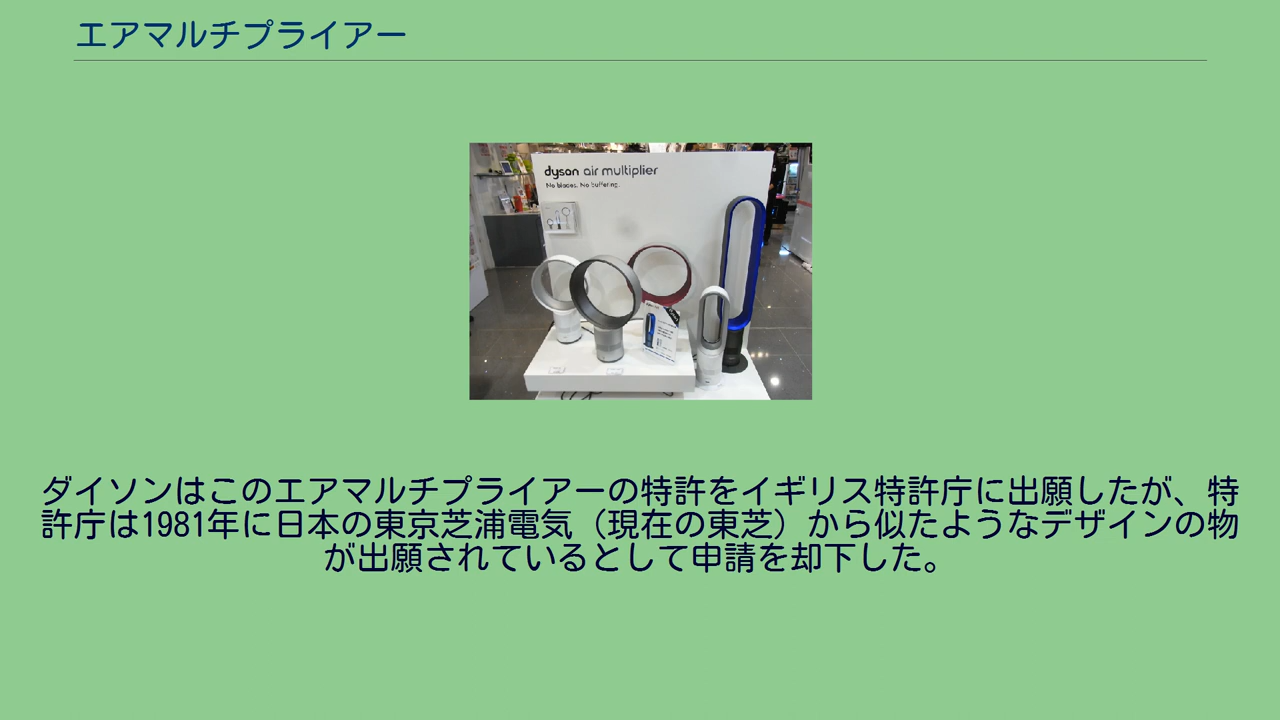 エアマルチプライアー
dyson air multiplier
No blades. No buffeting.
ダイソンはこのエアマルチプライアーの特許をイギリス特許庁に出願したが、特
許庁は1981年に日本の東京芝浦電気（現在の東芝）から似たようなデザインの物
が出願されているとして申請を却下した。